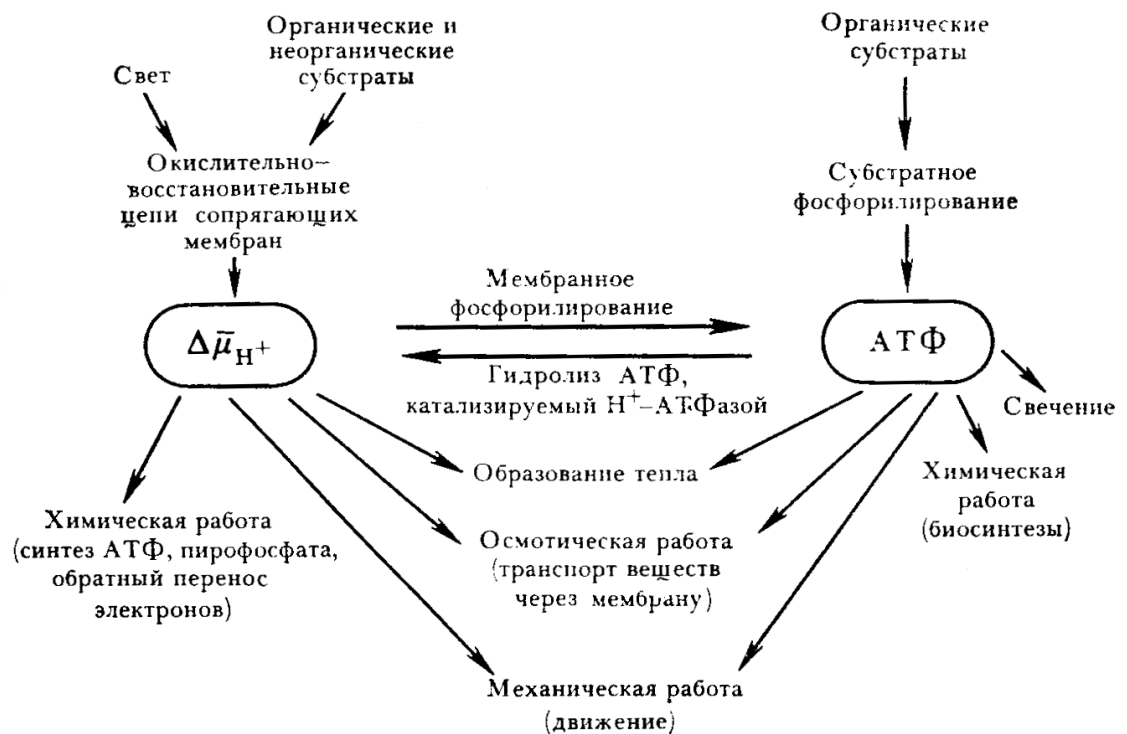 Свет
Органические и
неорганические
субстраты
Органические
субстраты
Окислительно–
восстановительные
цепи сопрягающих
мембран
Субстратное
фосфорилирование
Δμ̄H+
Мембранное
фосфорилирование
Гидролиз АТФ,
катализируемый H+–АТФазой
АТФ
Свечение
Образование тепла
Химическая
работа
(биосинтезы)
Химическая работа
(синтез АТФ, пирофосфата,
обратный перенос
электронов)
Осмотическая работа
(транспорт веществ
через мембрану)
Механическая работа
(движение)